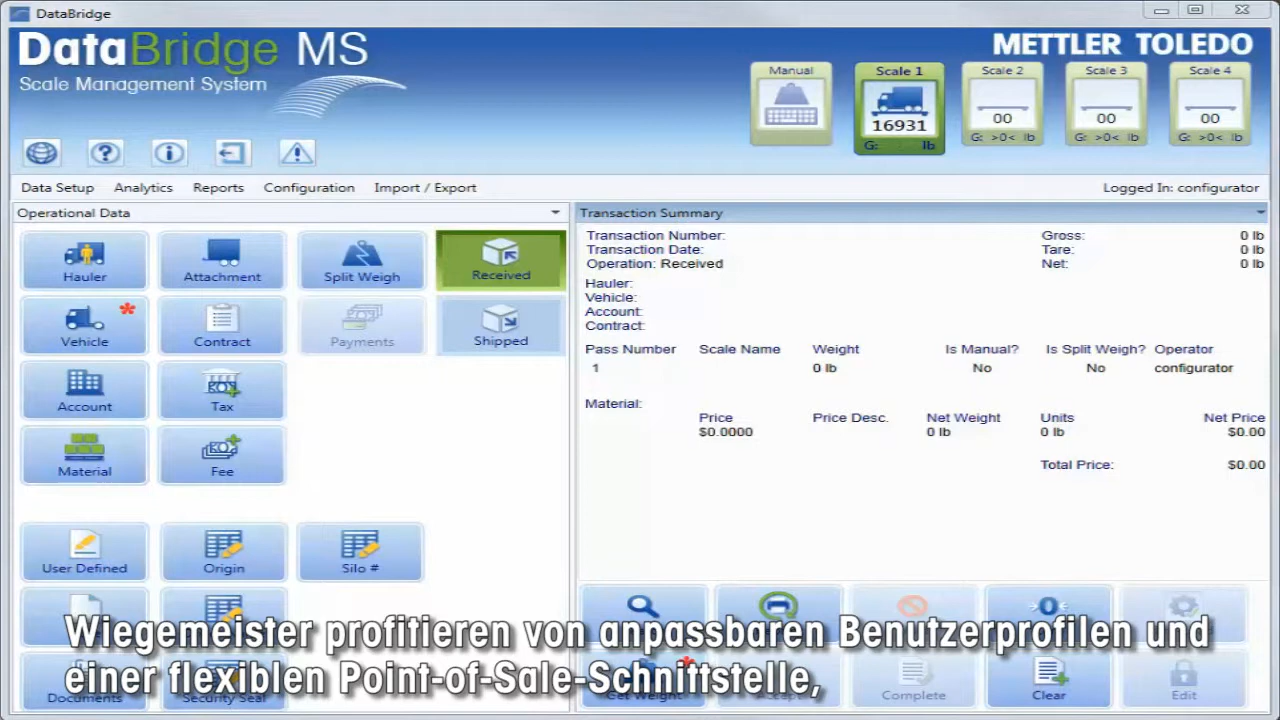 DataBridge
DataBridge MS
Scale Management System
METTLER TOLEDO
Manual
Scale 1
16931
G: lb
Scale 2
00
G: >0< lb
Scale 3
00
G: >0< lb
Scale 4
00
G: >0< lb
Data Setup Analytics Reports Configuration Import / Export
Logged In: configurator
Operational Data
Hauler Attachment Split Weigh Received
Vehicle * Contract Payments Shipped
Account Tax
Material Fee
User Defined Origin Silo #
Documents Security Seal
Transaction Summary
Transaction Number: Gross: 0 lb
Transaction Date: Tare: 0 lb
Operation: Received Net: 0 lb
Hauler:
Vehicle:
Account:
Contract:
Pass Number Scale Name Weight Is Manual? Is Split Weigh? Operator
1 0 lb No No configurator
Material:
Price Price Desc. Net Weight Units Net Price
$0.0000 0 lb 0 lb $0.00
Total Price: $0.00
Get Weight Accept Complete Clear Edit
Wiegemeister profitieren von anpassbaren Benutzerprofilen und
einer flexiblen Point-of-Sale-Schnittstelle,